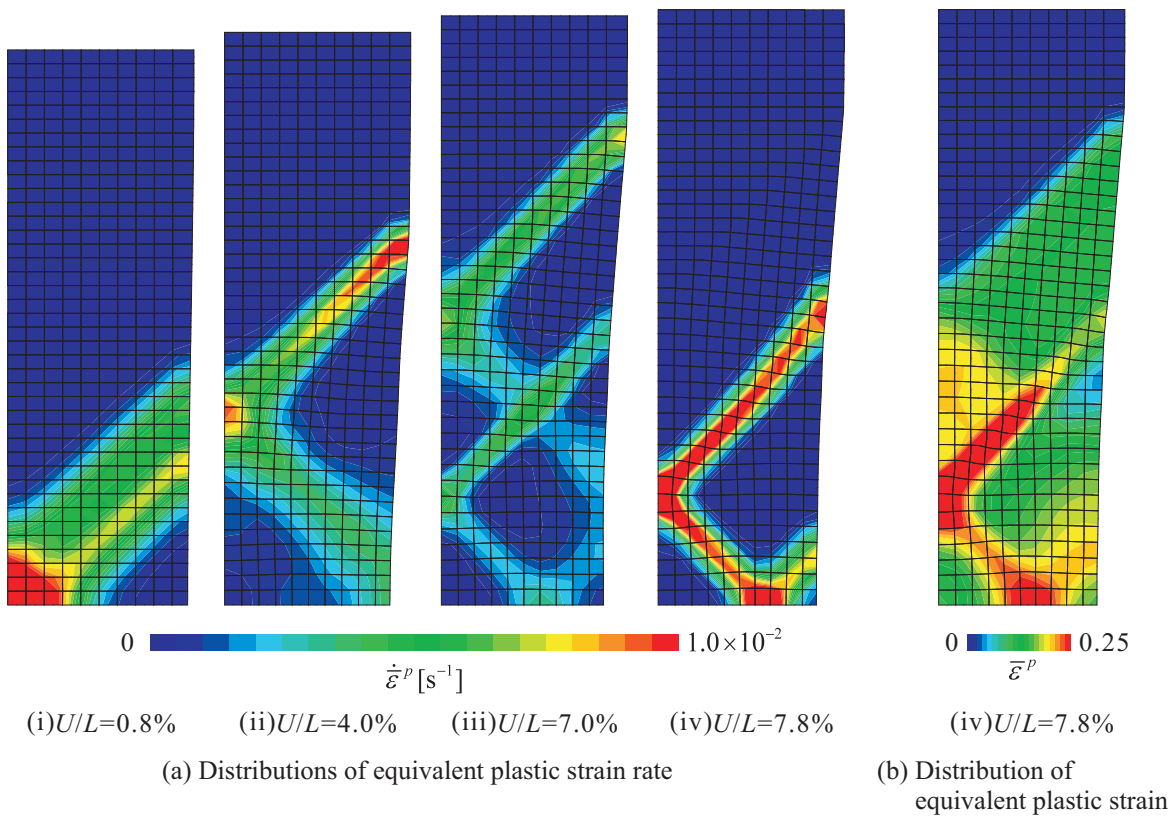 0 1.0×10⁻²
ε̄̇ᵖ [s⁻¹]
0 0.25
ε̄ᵖ
(i)U/L=0.8% (ii)U/L=4.0% (iii)U/L=7.0% (iv)U/L=7.8% (iv)U/L=7.8%
(a) Distributions of equivalent plastic strain rate
(b) Distribution of
equivalent plastic strain